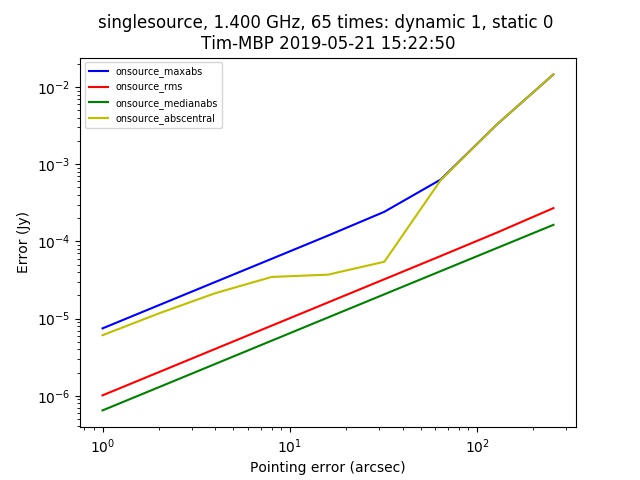 singlesource, 1.400 GHz, 65 times: dynamic 1, static 0
Tim-MBP 2019-05-21 15:22:50
onsource_maxabs
onsource_rms
onsource_medianabs
onsource_abscentral
Error (Jy)
10⁻²
10⁻³
10⁻⁴
10⁻⁵
10⁻⁶
10⁰ 10¹ 10²
Pointing error (arcsec)